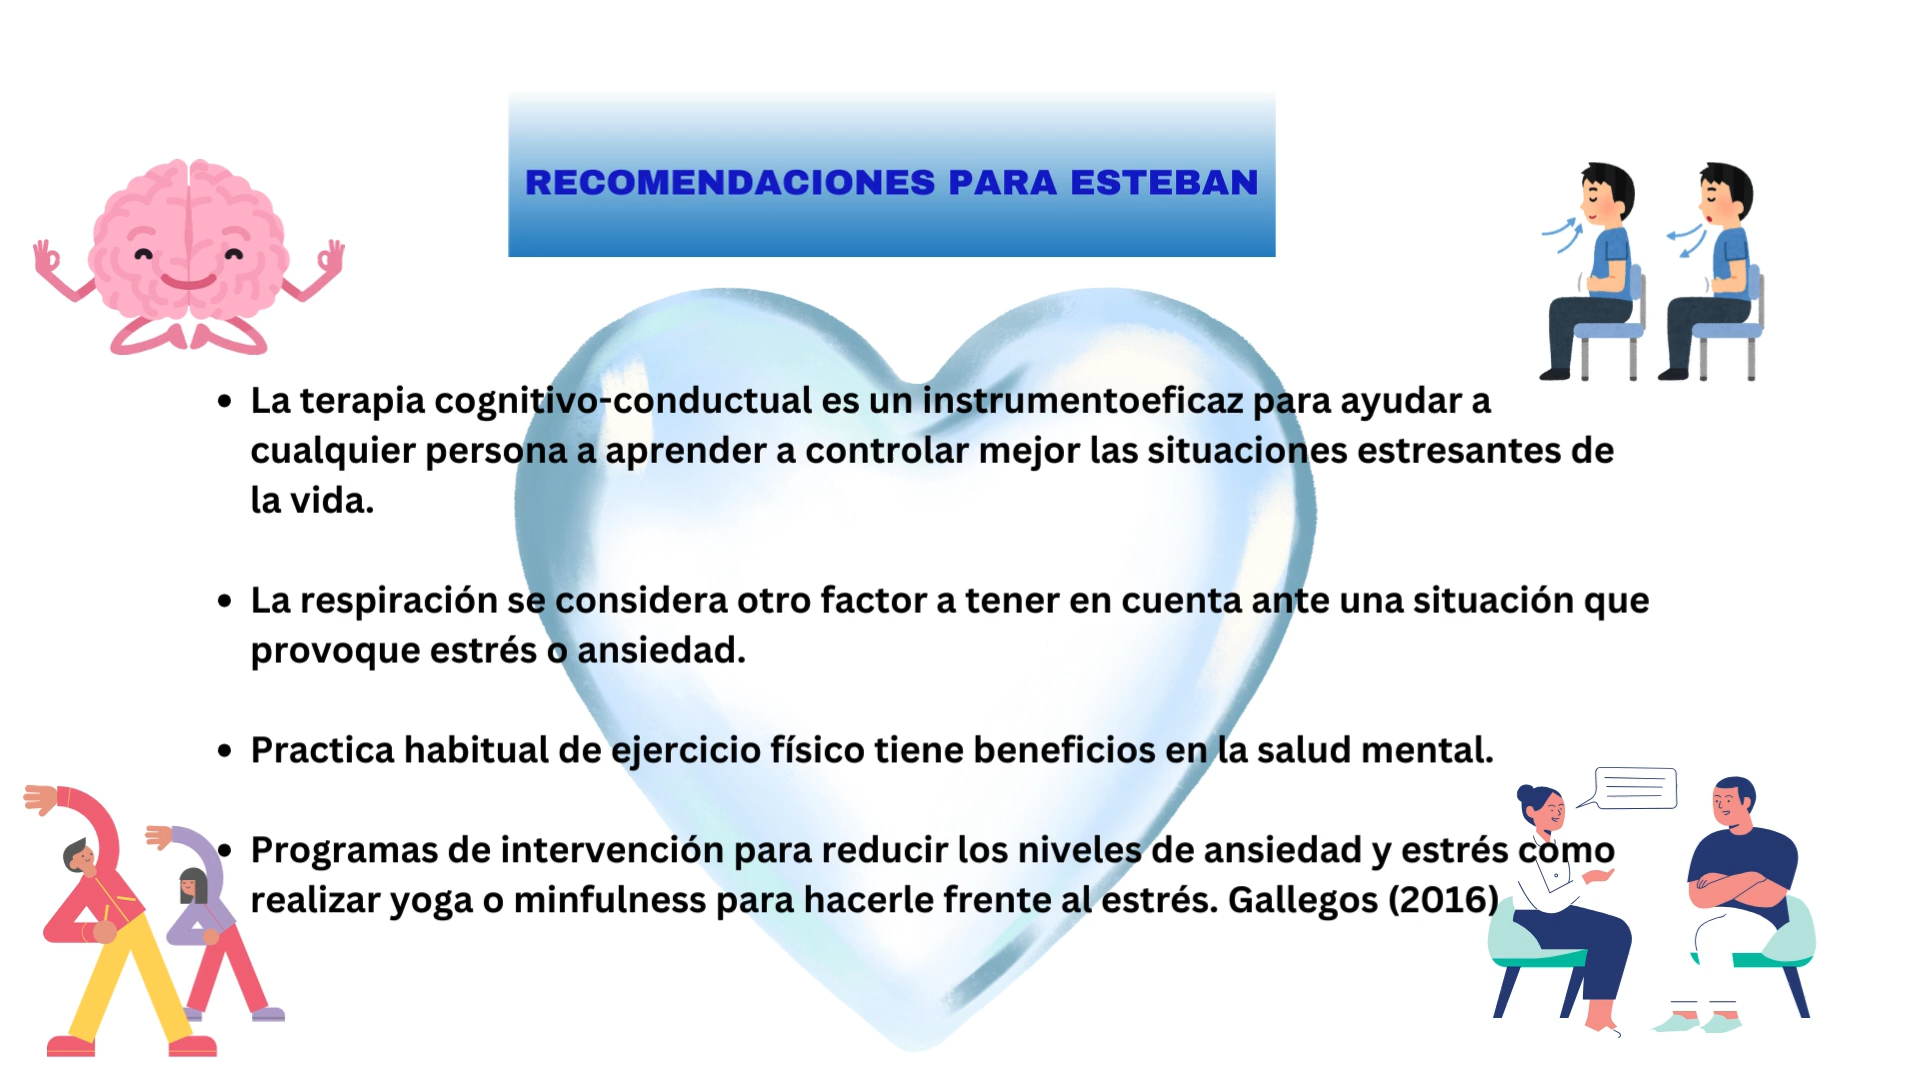 RECOMENDACIONES PARA ESTEBAN
• La terapia cognitivo-conductual es un instrumentoeficaz para ayudar a
cualquier persona a aprender a controlar mejor las situaciones estresantes de
la vida.
• La respiración se considera otro factor a tener en cuenta ante una situación que
provoque estrés o ansiedad.
• Practica habitual de ejercicio físico tiene beneficios en la salud mental.
• Programas de intervención para reducir los niveles de ansiedad y estrés como
realizar yoga o minfulness para hacerle frente al estrés. Gallegos (2016)